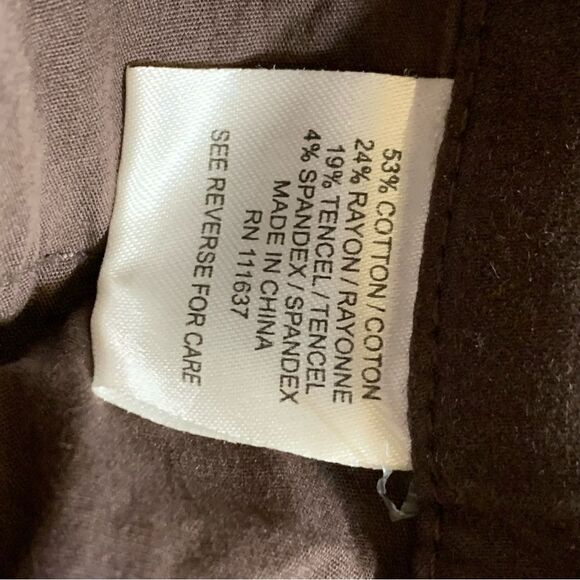 53% COTTON / COTON
24% RAYON / RAYONNE
19% TENCEL / TENCEL
4% SPANDEX / SPANDEX
MADE IN CHINA
RN 111637
SEE REVERSE FOR CARE